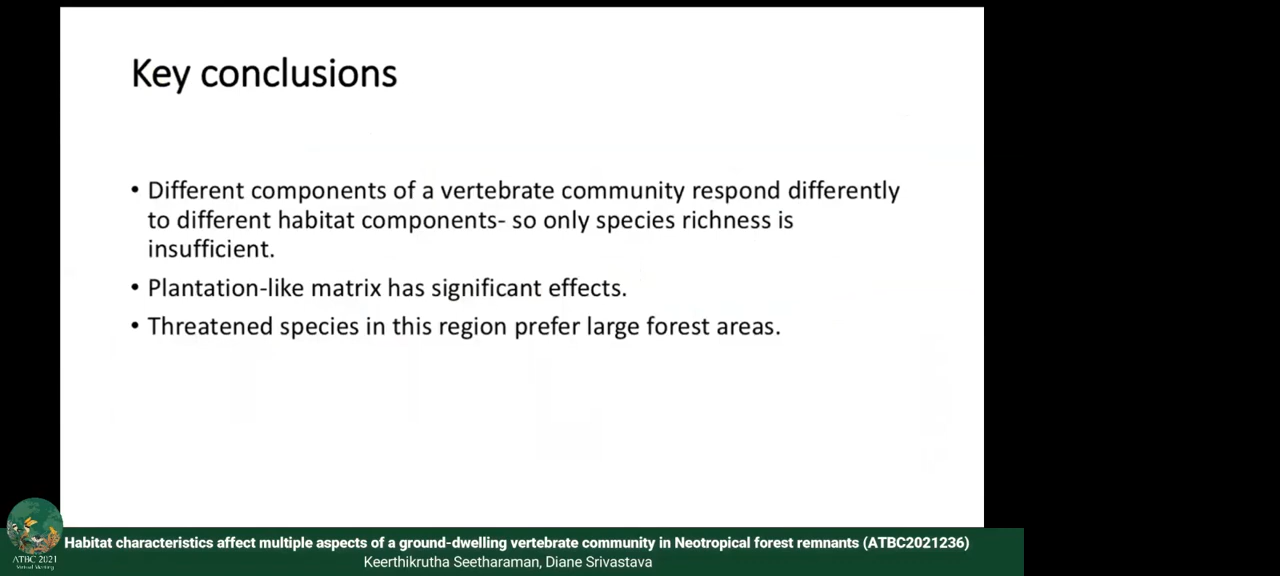 Key conclusions
• Different components of a vertebrate community respond differently
to different habitat components- so only species richness is
insufficient.
• Plantation-like matrix has significant effects.
• Threatened species in this region prefer large forest areas.
ATBC 2021
Virtual Meeting
Habitat characteristics affect multiple aspects of a ground-dwelling vertebrate community in Neotropical forest remnants (ATBC2021236)
Keerthikrutha Seetharaman, Diane Srivastava